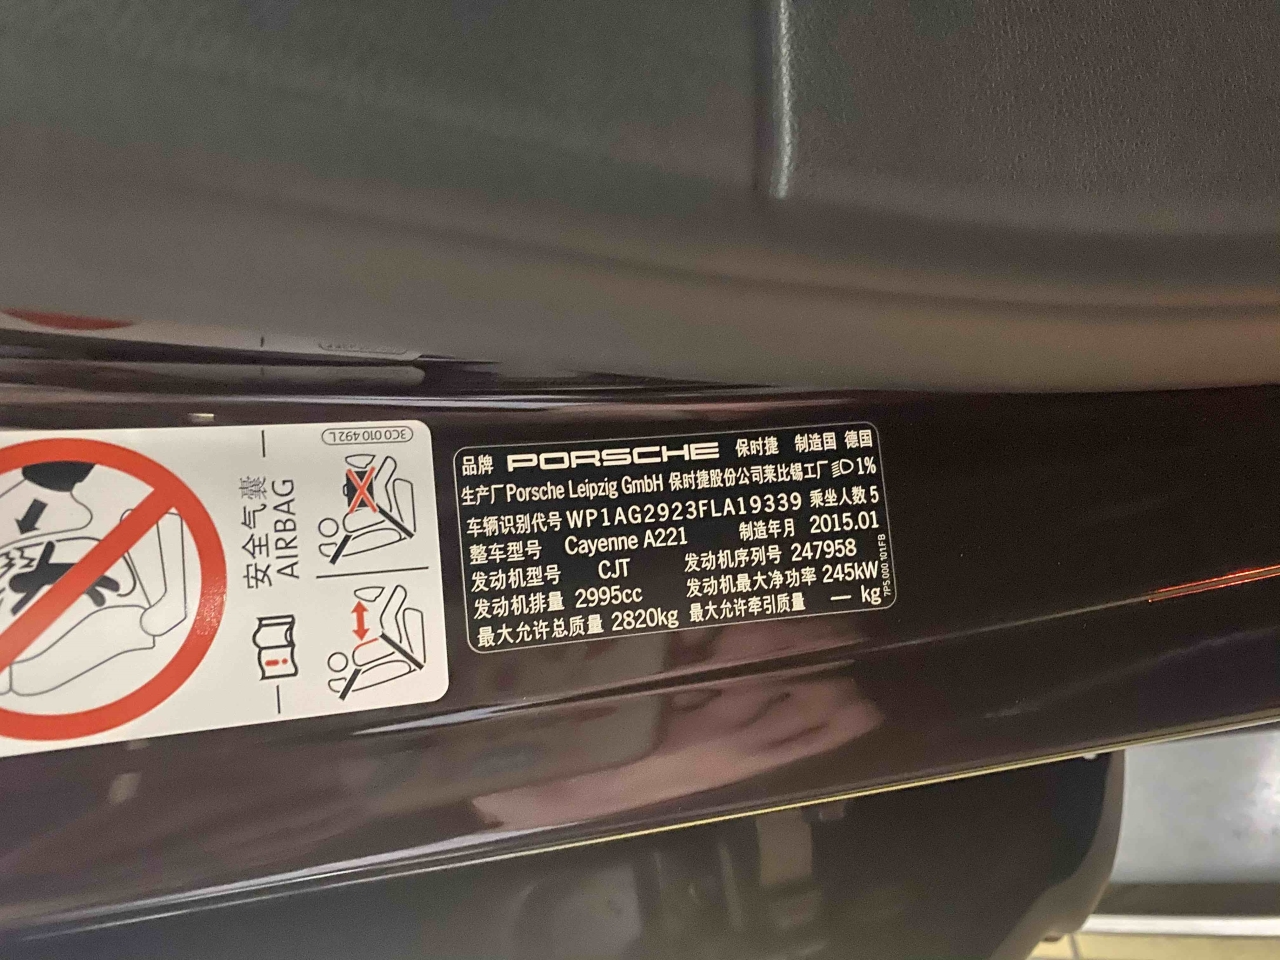 3C0 010 492 L
安全气囊
AIRBAG
品牌 PORSCHE 保时捷 制造国 德国
生产厂 Porsche Leipzig GmbH 保时捷股份公司莱比锡工厂 1%
车辆识别代号 WP1AG2923FLA19339 乘坐人数 5
整车型号 Cayenne A221 制造年月 2015.01
发动机型号 CJT 发动机序列号 247958
发动机排量 2995cc 发动机最大净功率 245kW
最大允许总质量 2820kg 最大允许牵引质量 — kg
7P5 000 101 FB